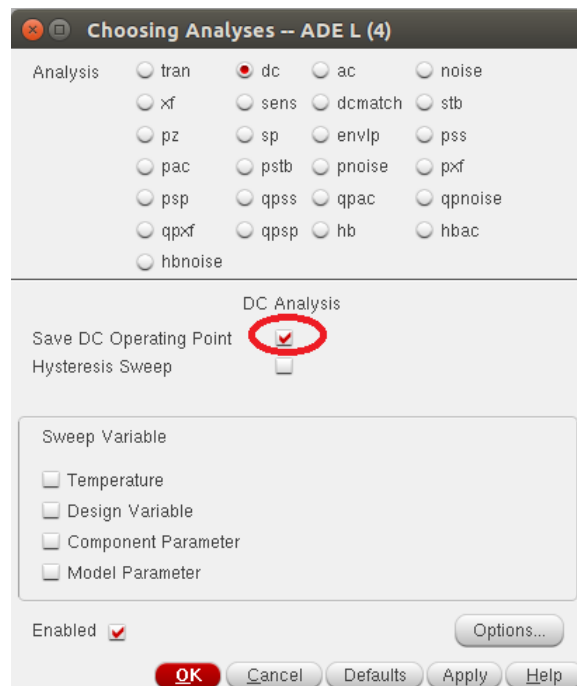 Choosing Analyses -- ADE L (4)
Analysis tran dc ac noise
xf sens dcmatch stb
pz sp envlp pss
pac pstb pnoise pxf
psp qpss qpac qpnoise
qpxf qpsp hb hbac
hbnoise
DC Analysis
Save DC Operating Point
Hysteresis Sweep
Sweep Variable
Temperature
Design Variable
Component Parameter
Model Parameter
Enabled Options...
OK Cancel Defaults Apply Help